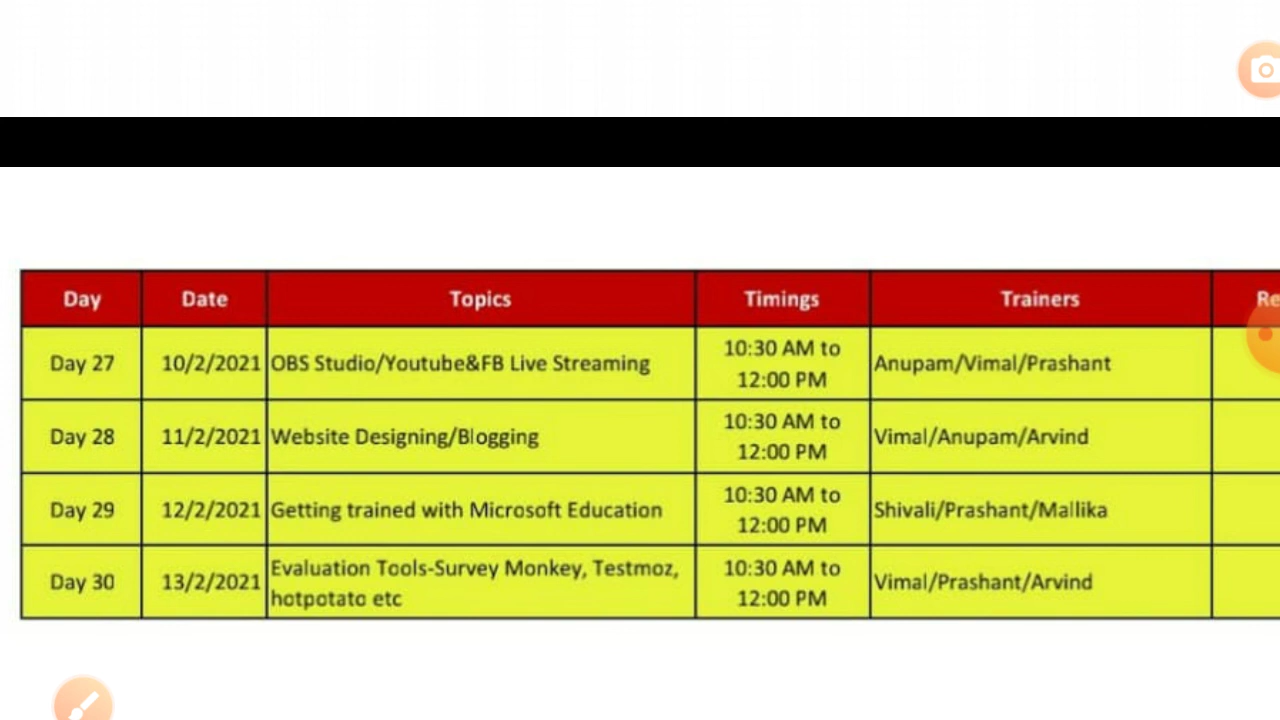 Day Date Topics Timings Trainers Re
Day 27 10/2/2021 OBS Studio/Youtube&FB Live Streaming 10:30 AM to 12:00 PM Anupam/Vimal/Prashant
Day 28 11/2/2021 Website Designing/Blogging 10:30 AM to 12:00 PM Vimal/Anupam/Arvind
Day 29 12/2/2021 Getting trained with Microsoft Education 10:30 AM to 12:00 PM Shivali/Prashant/Mallika
Day 30 13/2/2021 Evaluation Tools-Survey Monkey, Testmoz, hotpotato etc 10:30 AM to 12:00 PM Vimal/Prashant/Arvind